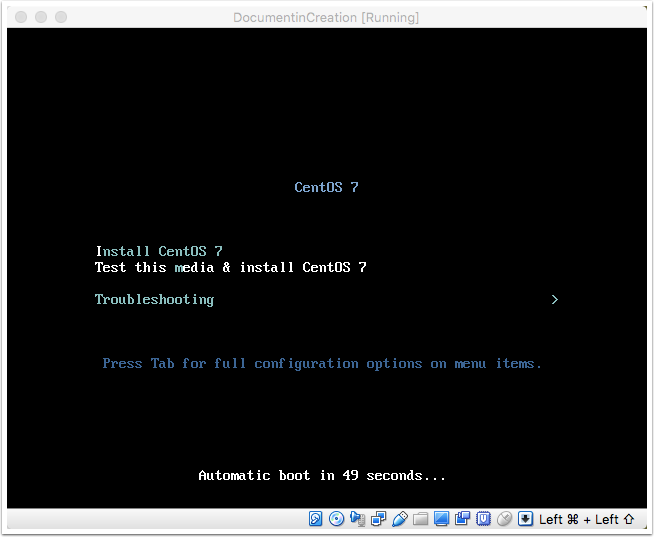 DocumentinCreation [Running]
CentOS 7
Install CentOS 7
Test this media & install CentOS 7
Troubleshooting >
Press Tab for full configuration options on menu items.
Automatic boot in 49 seconds...
Left ⌘ + Left ⇧